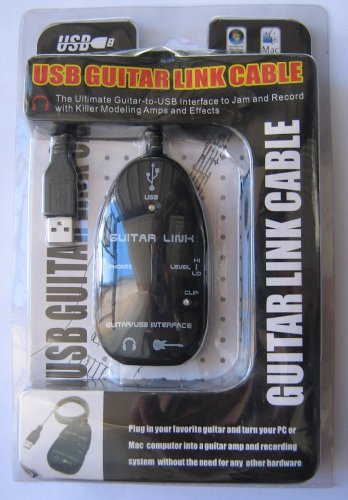 USB
Mac
USB GUITAR LINK CABLE
The Ultimate Guitar-to-USB Interface to Jam and Record
with Killer Modeling Amps and Effects
USB
GUITAR LINK
PHONES
LEVEL
HI
LO
CLIP
GUITAR/USB INTERFACE
USB GUITAR
GUITAR LINK CABLE
Plug in your favorite guitar and turn your PC or
Mac computer into a guitar amp and recording
system without the need for any other hardware